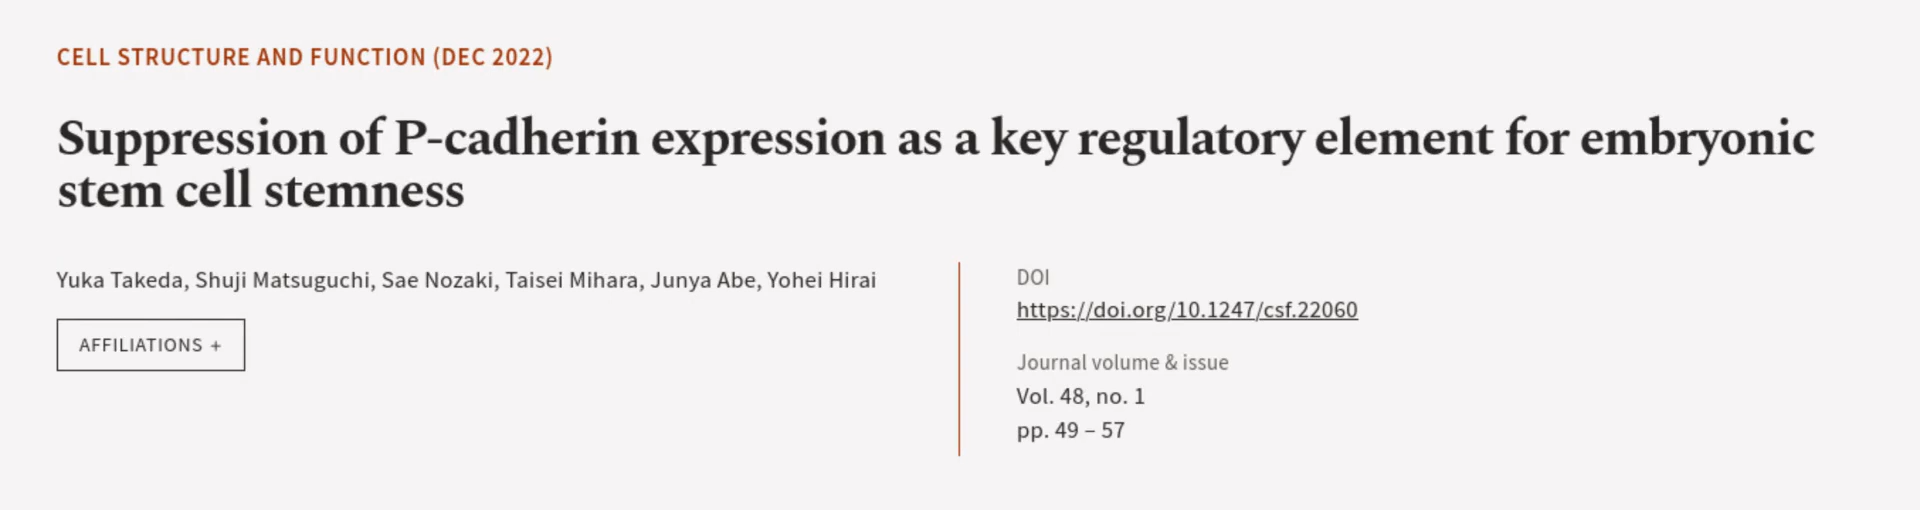 CELL STRUCTURE AND FUNCTION (DEC 2022)
Suppression of P-cadherin expression as a key regulatory element for embryonic
stem cell stemness
Yuka Takeda, Shuji Matsuguchi, Sae Nozaki, Taisei Mihara, Junya Abe, Yohei Hirai
AFFILIATIONS +
DOI
https://doi.org/10.1247/csf.22060
Journal volume & issue
Vol. 48, no. 1
pp. 49 – 57